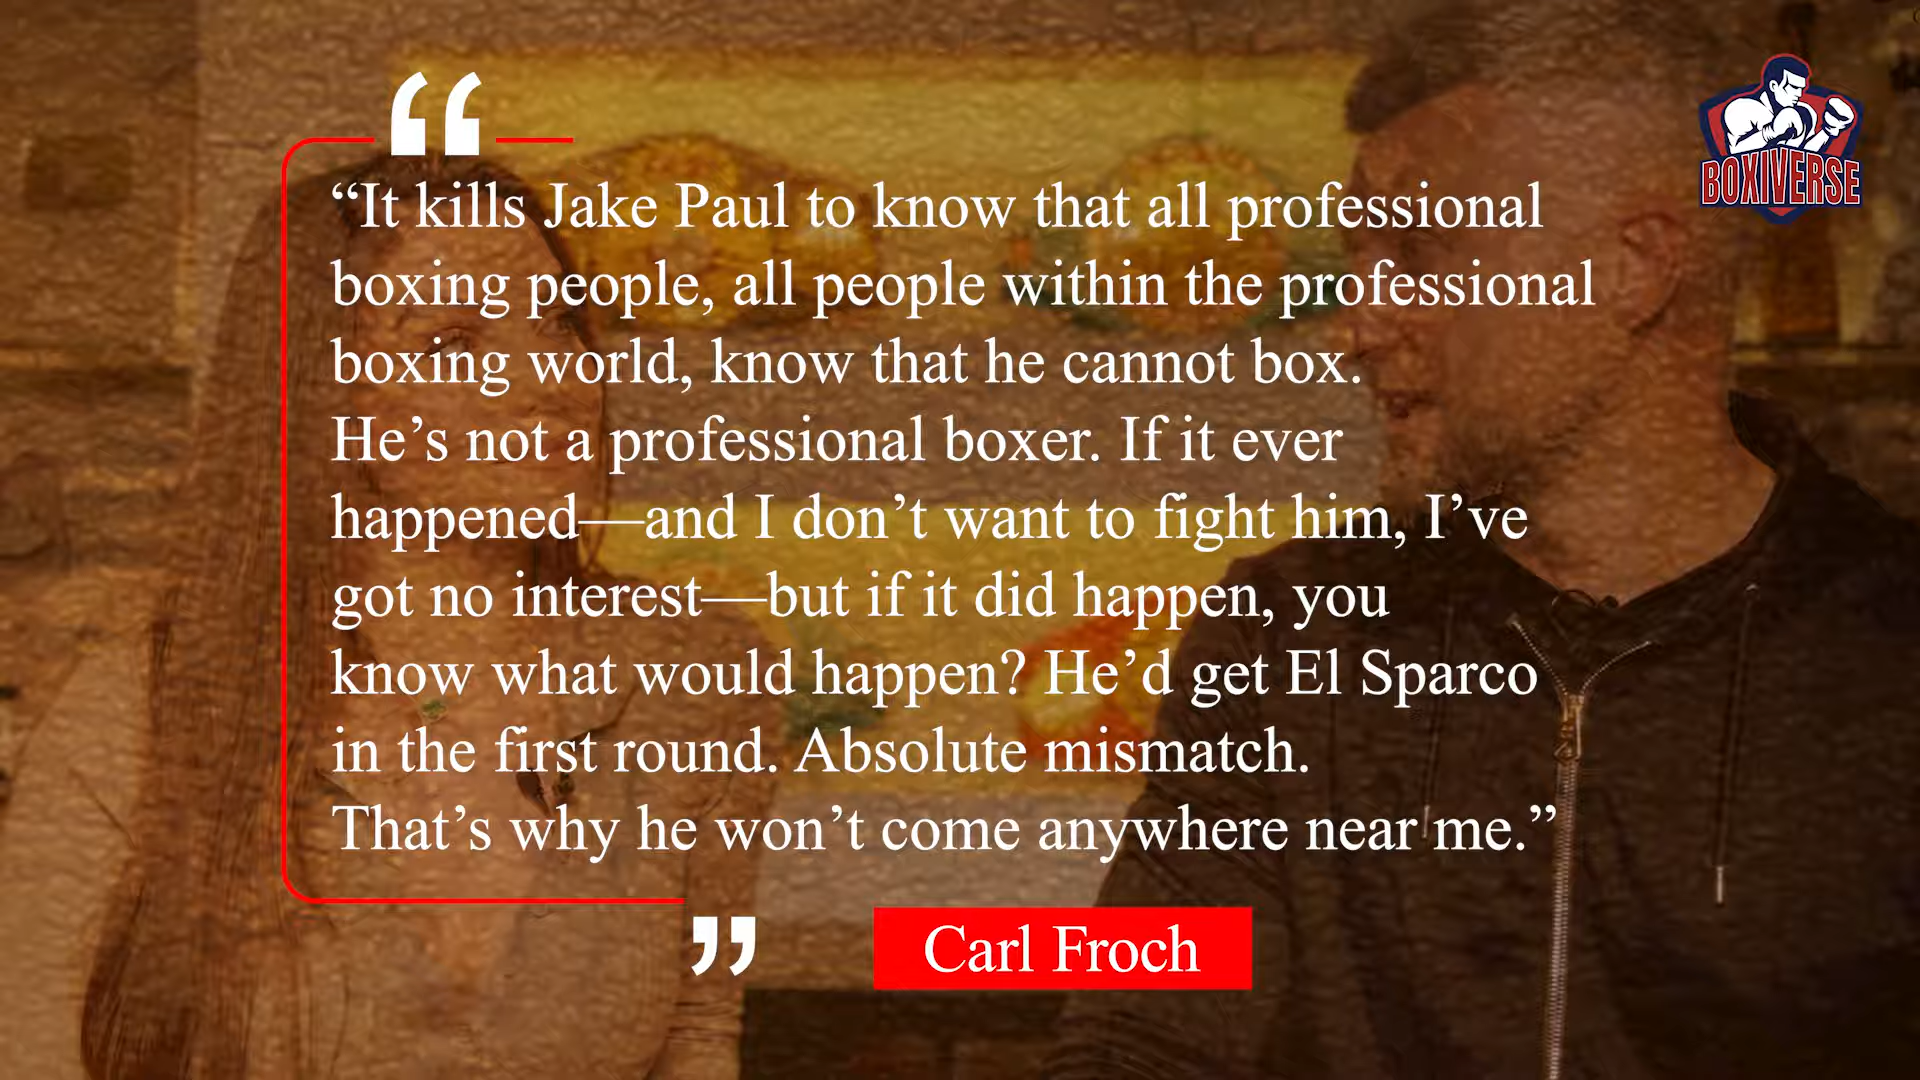 BOXIVERSE
“
“It kills Jake Paul to know that all professional
boxing people, all people within the professional
boxing world, know that he cannot box.
He’s not a professional boxer. If it ever
happened—and I don’t want to fight him, I’ve
got no interest—but if it did happen, you
know what would happen? He’d get El Sparco
in the first round. Absolute mismatch.
That’s why he won’t come anywhere near me.”
”
Carl Froch